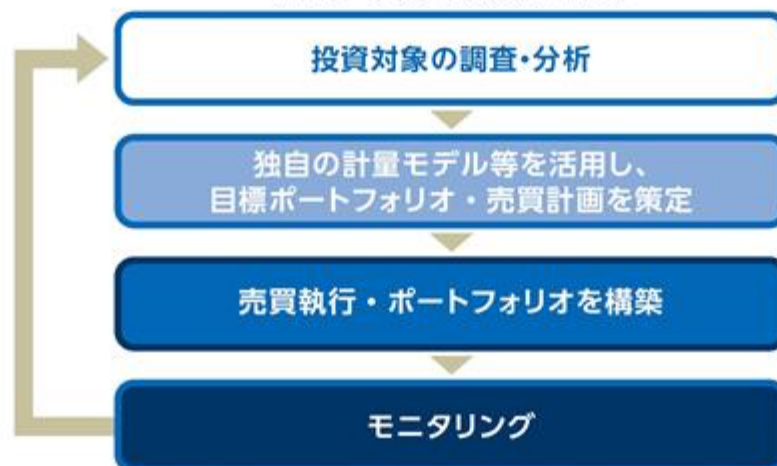 投資対象の調査・分析
独自の計量モデル等を活用し、
目標ポートフォリオ・売買計画を策定
売買執行・ポートフォリオを構築
モニタリング